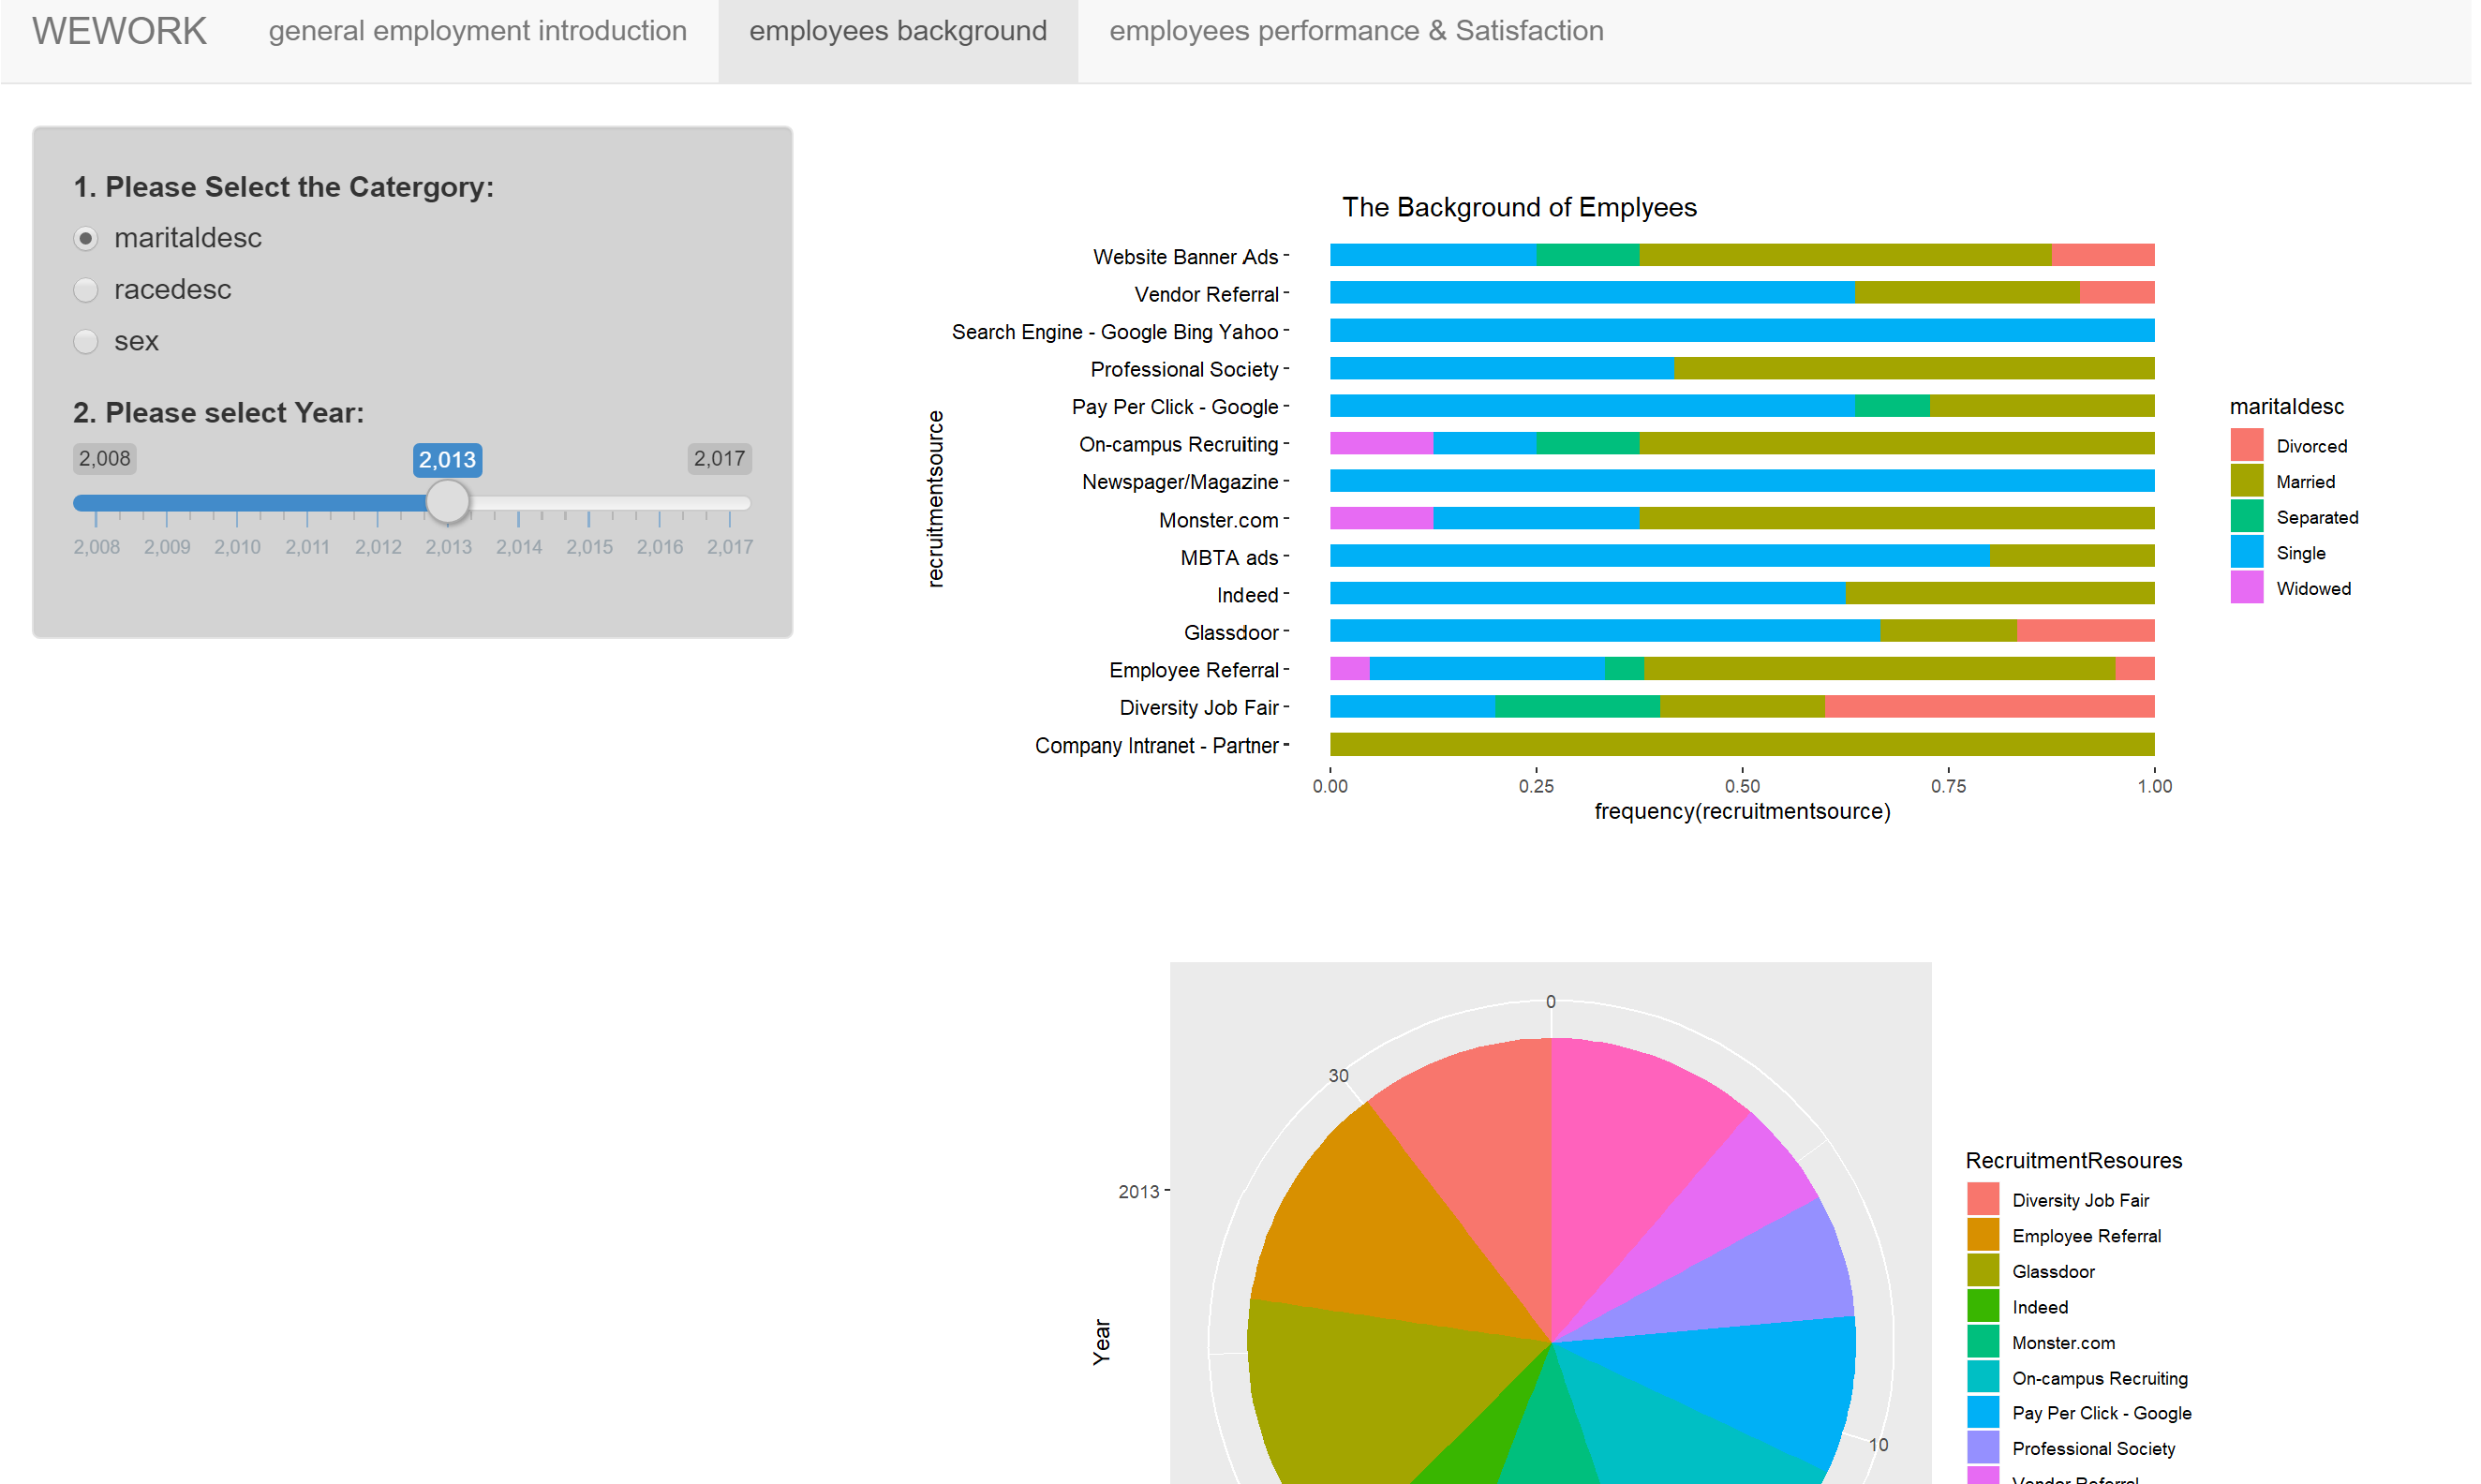 WEWORK general employment introduction employees background employees performance & Satisfaction
1. Please Select the Catergory:
maritaldesc
racedesc
sex
2. Please select Year:
2,008 2,013 2,017
2,008 2,009 2,010 2,011 2,012 2,013 2,014 2,015 2,016 2,017
The Background of Emplyees
Website Banner Ads
Vendor Referral
Search Engine - Google Bing Yahoo
Professional Society
Pay Per Click - Google
On-campus Recruiting
Newspager/Magazine
Monster.com
MBTA ads
Indeed
Glassdoor
Employee Referral
Diversity Job Fair
Company Intranet - Partner
recruitmentsource
0.00 0.25 0.50 0.75 1.00
frequency(recruitmentsource)
maritaldesc
Divorced
Married
Separated
Single
Widowed
0
30
2013
Year
10
RecruitmentResoures
Diversity Job Fair
Employee Referral
Glassdoor
Indeed
Monster.com
On-campus Recruiting
Pay Per Click - Google
Professional Society
Vendor Referral